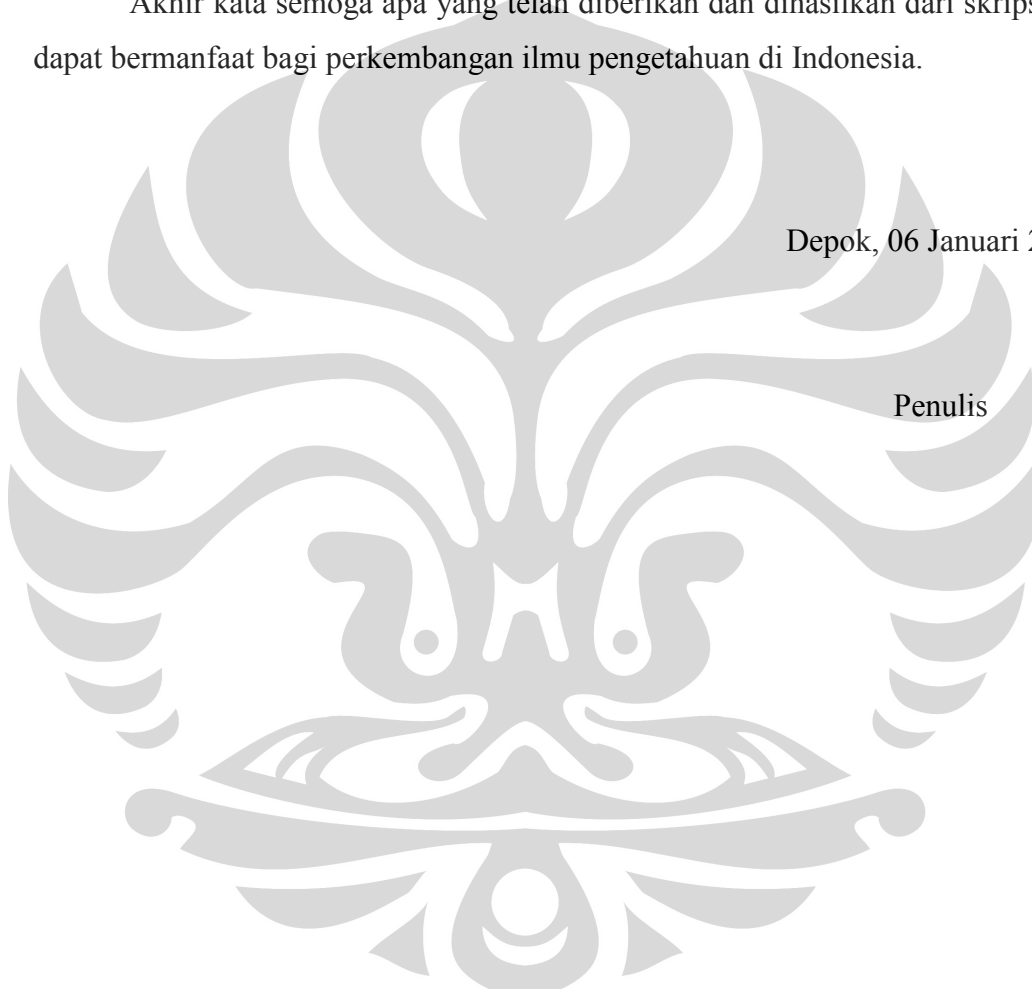 Akhir kata semoga apa yang telah diberikan dan dihasilkan dari skrips
dapat bermanfaat bagi perkembangan ilmu pengetahuan di Indonesia.
Depok, 06 Januari 2
Penulis